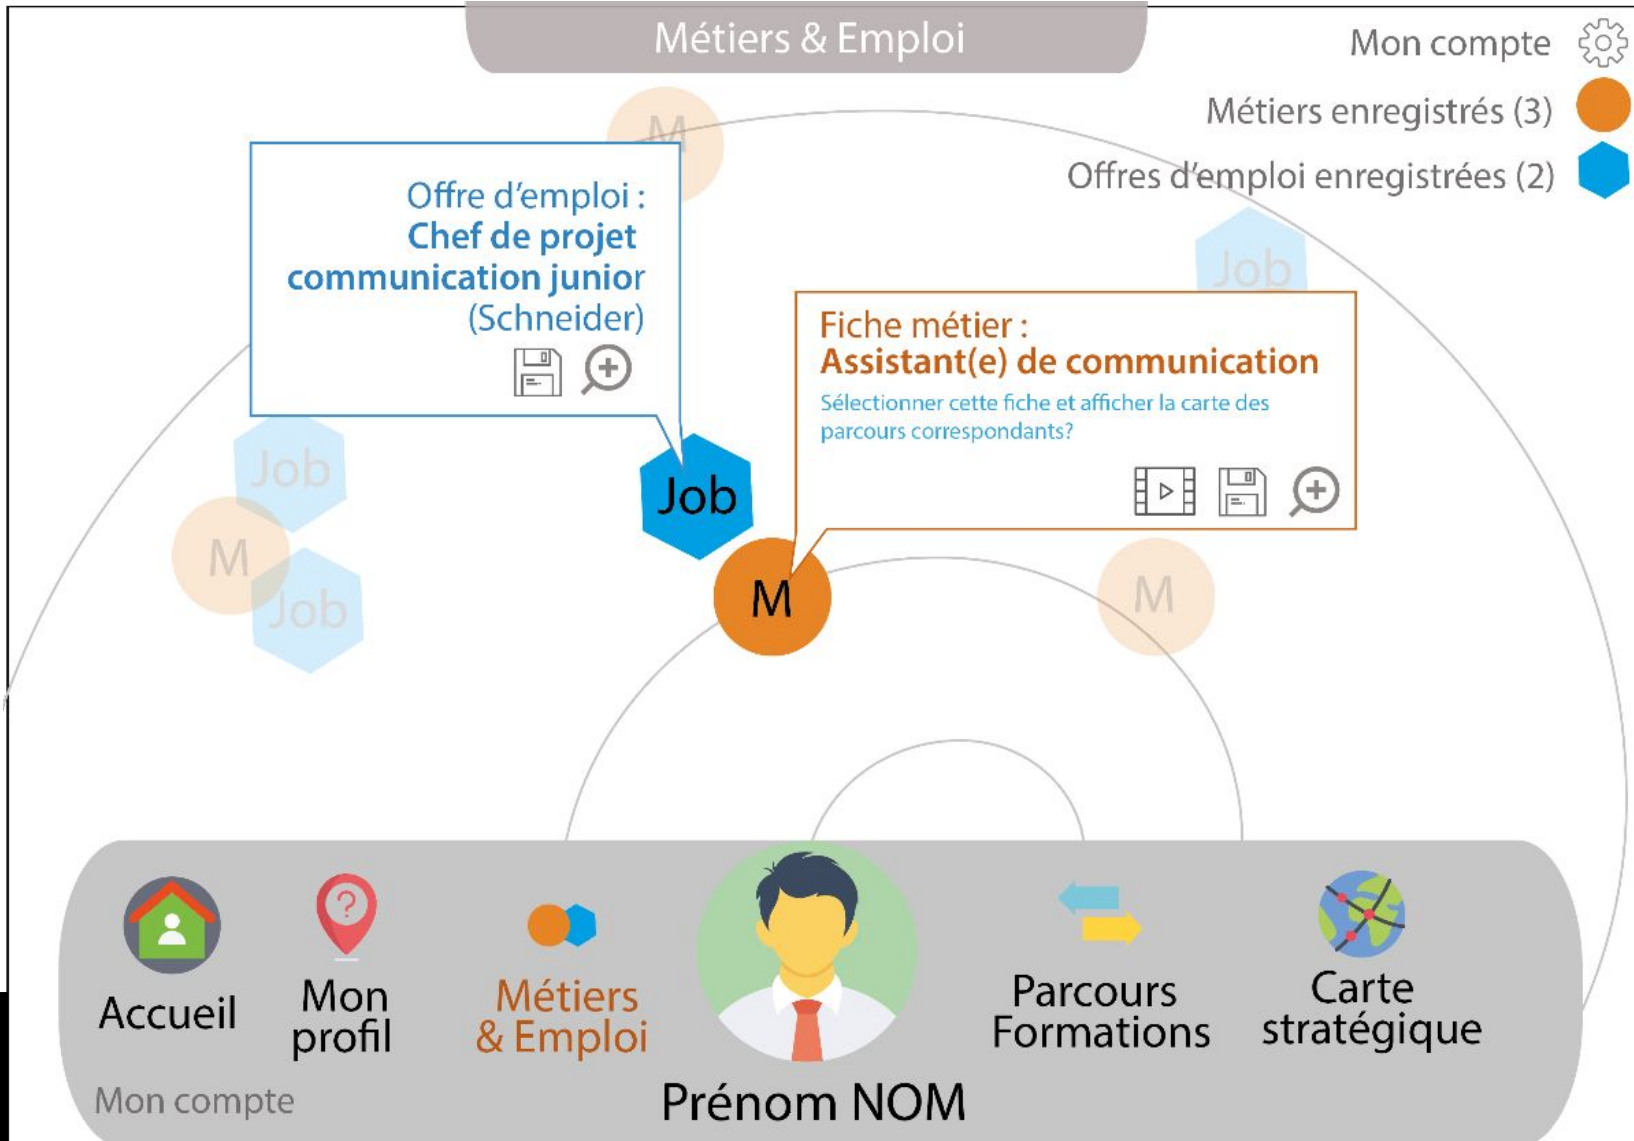 Métiers & Emploi
Mon compte
Métiers enregistrés (3)
Offres d'emploi enregistrées (2)
M
Offre d'emploi :
Chef de projet
communication junior
(Schneider)
Job
Fiche métier :
Assistant(e) de communication
Sélectionner cette fiche et afficher la carte des
parcours correspondants?
Job
Job
M
M
M
Job
?
Accueil
Mon
profil
Métiers
& Emploi
Parcours
Formations
Carte
stratégique
Mon compte
Prénom NOM